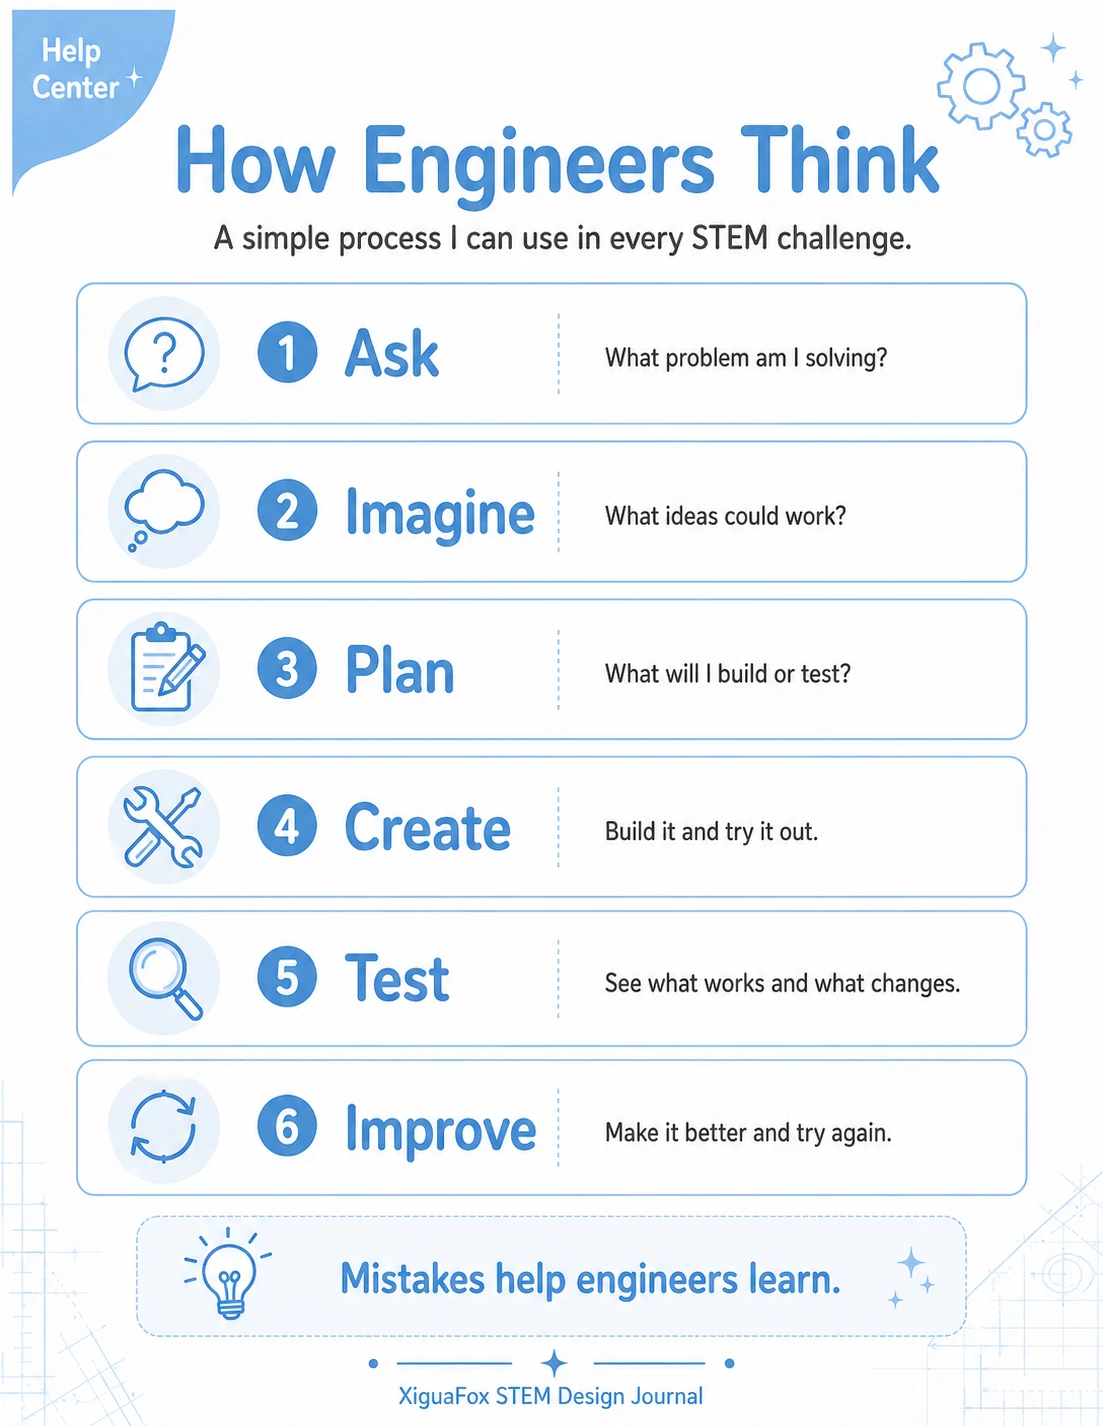 Help
Center
How Engineers Think
A simple process I can use in every STEM challenge.
1 Ask
What problem am I solving?
2 Imagine
What ideas could work?
3 Plan
What will I build or test?
4 Create
Build it and try it out.
5 Test
See what works and what changes.
6 Improve
Make it better and try again.
Mistakes help engineers learn.
XiguaFox STEM Design Journal